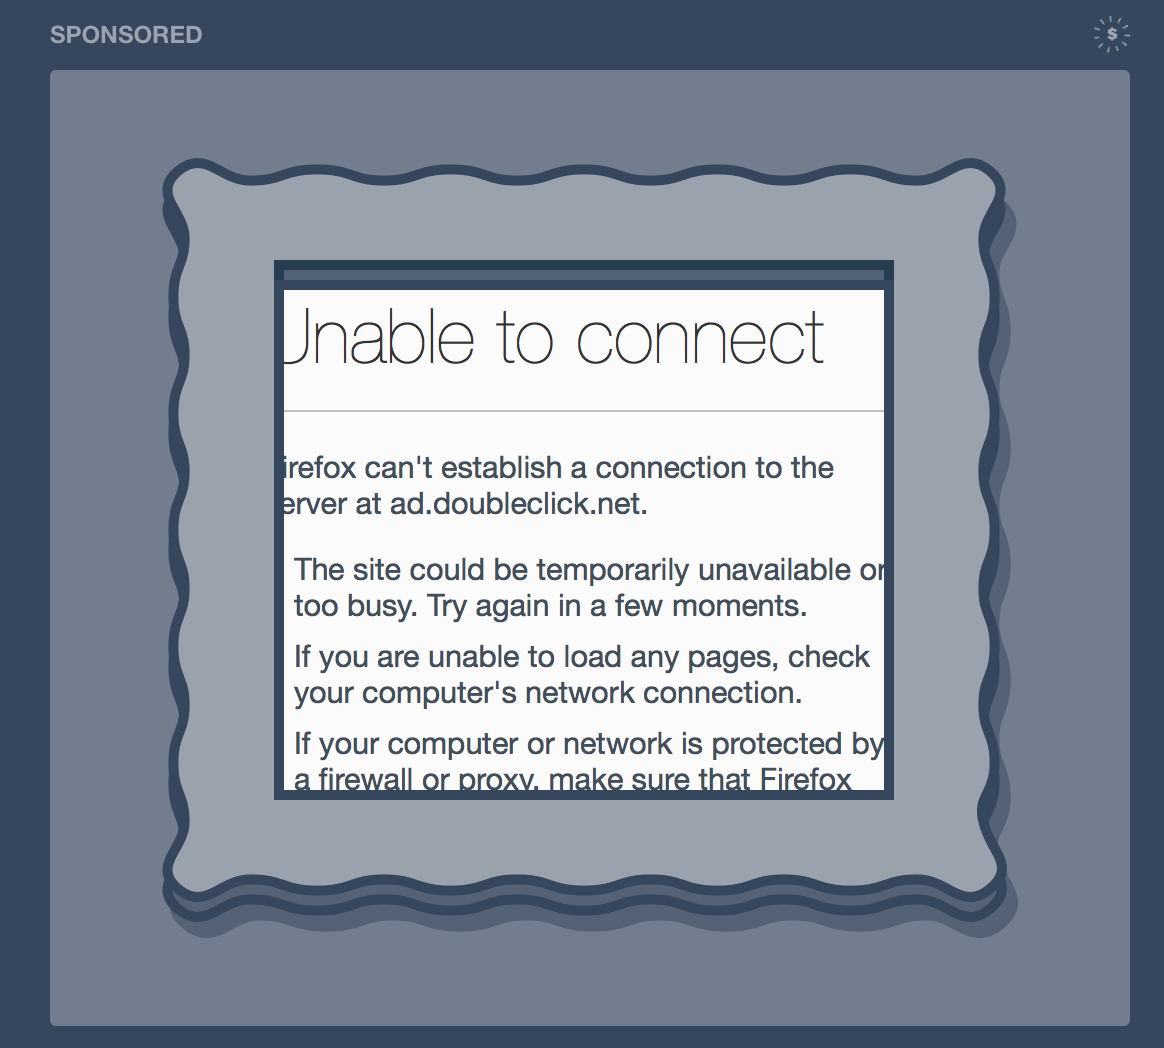 SPONSORED
$
Unable to connect
irefox can't establish a connection to the
erver at ad.doubleclick.net.
The site could be temporarily unavailable or
too busy. Try again in a few moments.
If you are unable to load any pages, check
your computer's network connection.
If your computer or network is protected by
a firewall or proxy, make sure that Firefox